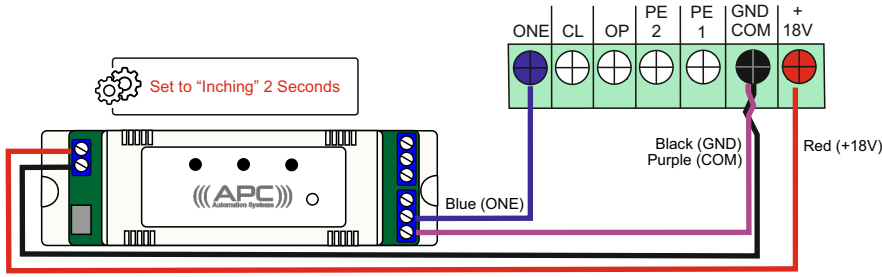 ONE CL OP PE 2 PE 1 GND COM + 18V
Set to “Inching” 2 Seconds
Black (GND)
Purple (COM)
Red (+18V)
(((APC)))
Automation Systems
Blue (ONE)